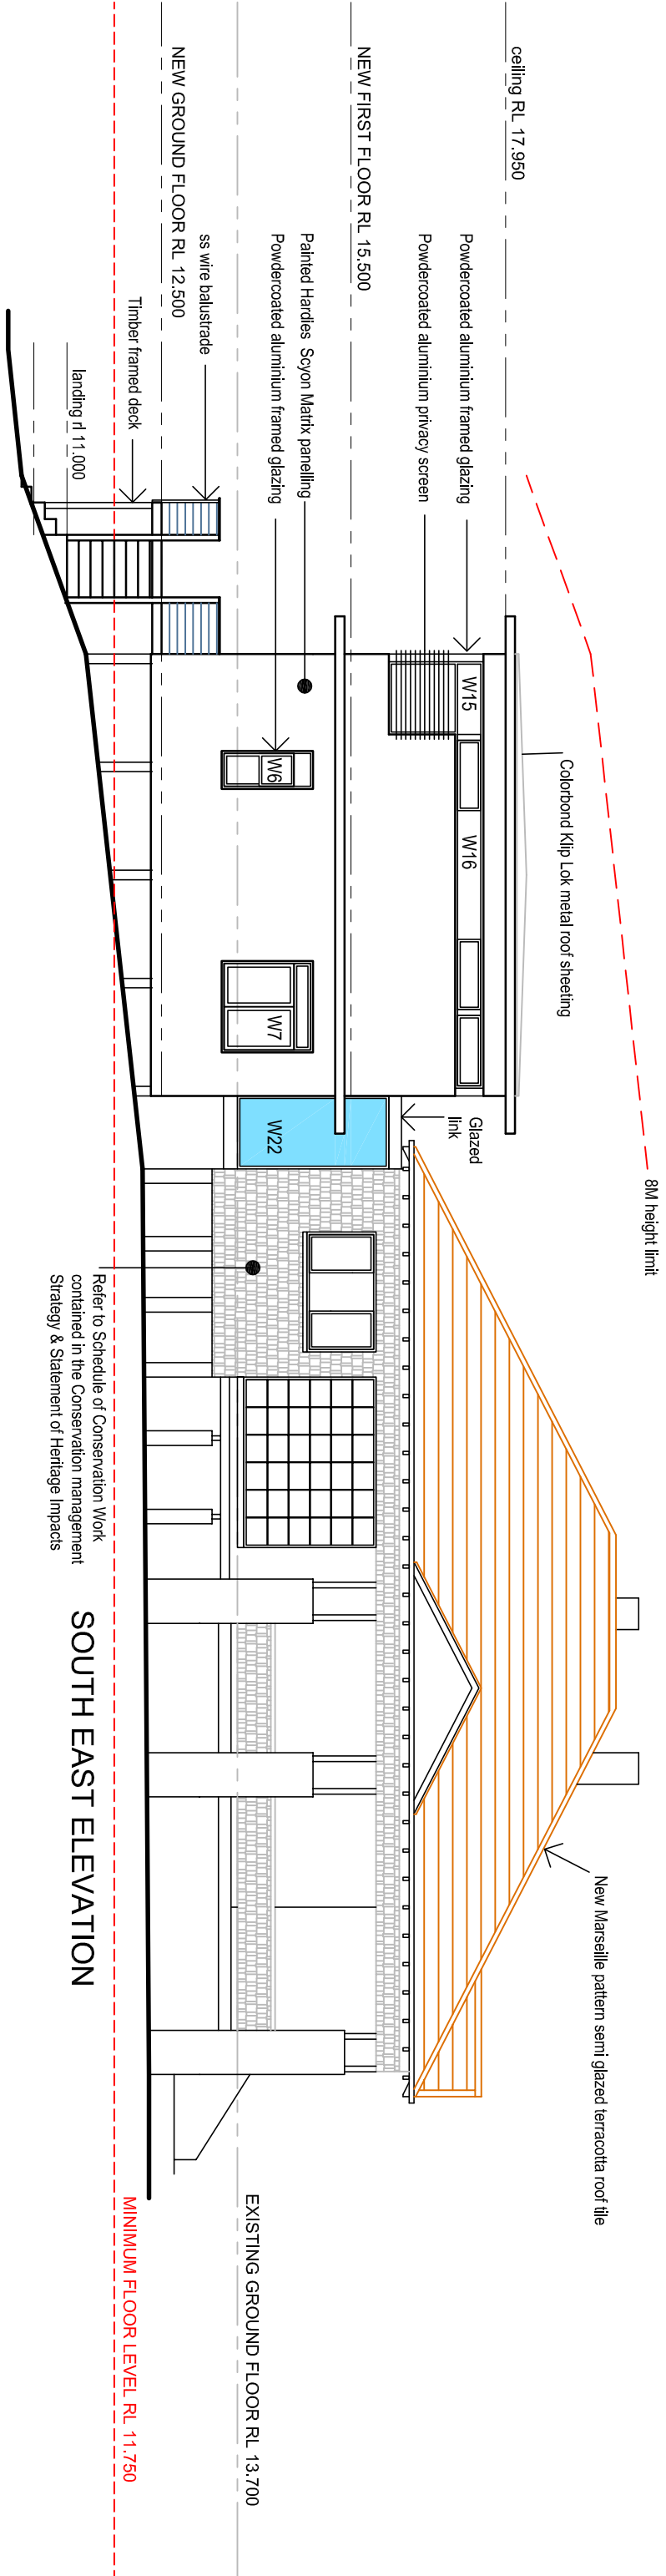 8M height limit
ceiling RL 17.950
Colorbond Klip Lok metal roof sheeting
New Marseille pattern semi glazed terracotta roof tile
Powdercoated aluminium framed glazing
W15
W16
Glazed
link
Powdercoated aluminium privacy screen
NEW FIRST FLOOR RL 15.500
Painted Hardies Scyon Matrix panelling
Powdercoated aluminium framed glazing
W6
W7
W22
EXISTING GROUND FLOOR RL 13.700
ss wire balustrade
NEW GROUND FLOOR RL 12.500
Timber framed deck
MINIMUM FLOOR LEVEL RL 11.750
landing rl 11.000
Refer to Schedule of Conservation Work
contained in the Conservation management
Strategy & Statement of Heritage Impacts
SOUTH EAST ELEVATION